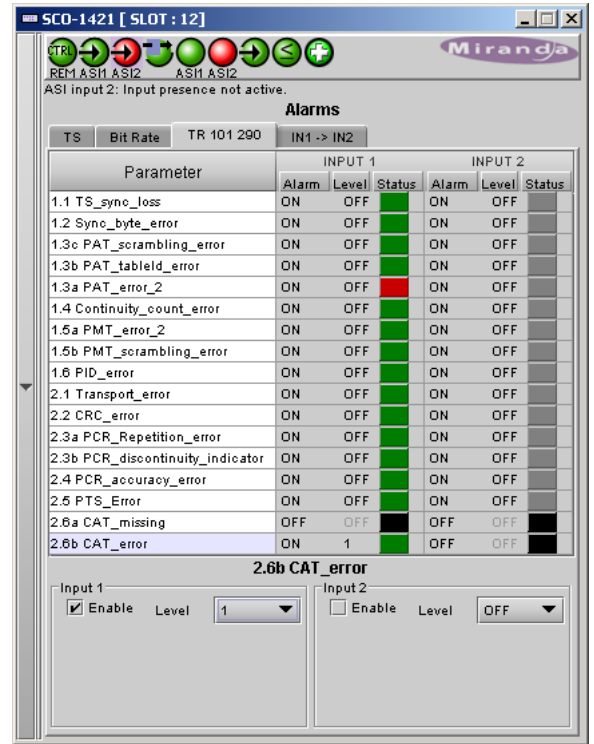 SCO-1421 [ SLOT : 12]
CTRL
REM ASI1 ASI2 ASI1 ASI2
Miranda
ASI input 2: Input presence not active.
Alarms
TS Bit Rate TR 101 290 IN1 -> IN2
Parameter INPUT 1 INPUT 2
Alarm Level Status Alarm Level Status
1.1 TS_sync_loss ON OFF ON OFF
1.2 Sync_byte_error ON OFF ON OFF
1.3c PAT_scrambling_error ON OFF ON OFF
1.3b PAT_tableId_error ON OFF ON OFF
1.3a PAT_error_2 ON OFF ON OFF
1.4 Continuity_count_error ON OFF ON OFF
1.5a PMT_error_2 ON OFF ON OFF
1.5b PMT_scrambling_error ON OFF ON OFF
1.6 PID_error ON OFF ON OFF
2.1 Transport_error ON OFF ON OFF
2.2 CRC_error ON OFF ON OFF
2.3a PCR_Repetition_error ON OFF ON OFF
2.3b PCR_discontinuity_indicator ON OFF ON OFF
2.4 PCR_accuracy_error ON OFF ON OFF
2.5 PTS_Error ON OFF ON OFF
2.6a CAT_missing OFF OFF OFF OFF
2.6b CAT_error ON 1 OFF OFF
2.6b CAT_error
Input 1 Input 2
Enable Level 1 Enable Level OFF